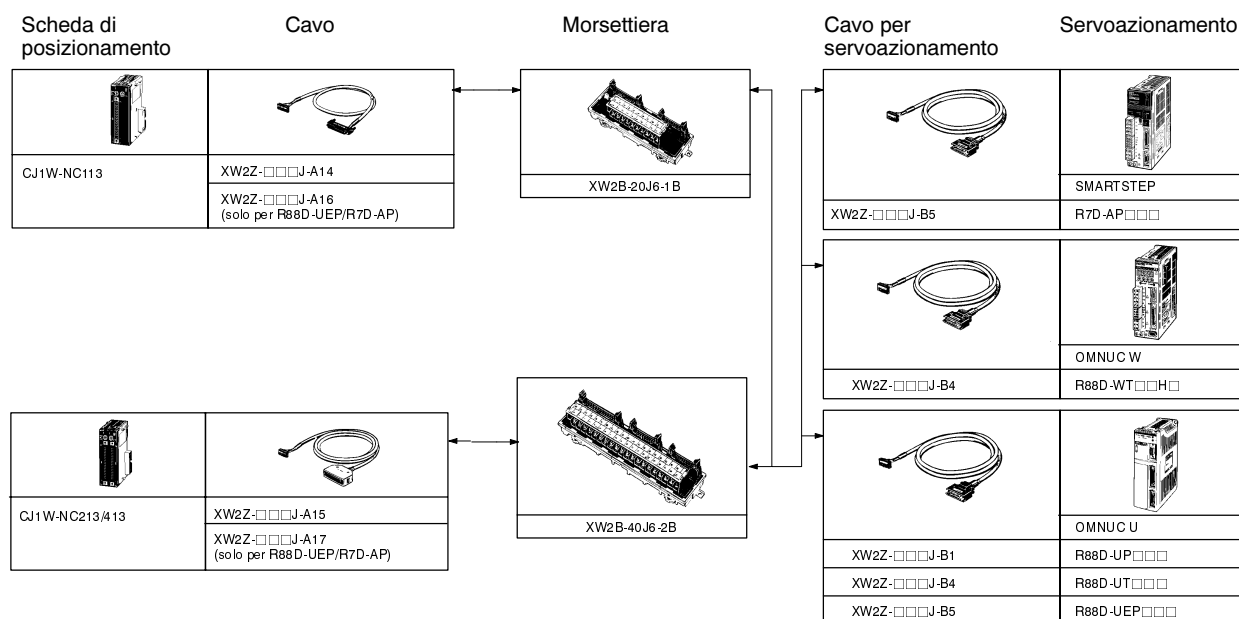 Scheda di
posizionamento
Cavo
Morsettiera
Cavo per
servoazionamento
Servoazionamento
CJ1W-NC113
XW2Z-□□□J-A14
XW2Z-□□□J-A16
(solo per R88D-UEP/R7D-AP)
XW2B-20J6-1B
SMARTSTEP
XW2Z-□□□J-B5
R7D-AP□□□
OMNUC W
XW2Z-□□□J-B4
R88D-WT□□H□
CJ1W-NC213/413
XW2Z-□□□J-A15
XW2Z-□□□J-A17
(solo per R88D-UEP/R7D-AP)
XW2B-40J6-2B
OMNUC U
XW2Z-□□□J-B1
R88D-UP□□□
XW2Z-□□□J-B4
R88D-UT□□□
XW2Z-□□□J-B5
R88D-UEP□□□